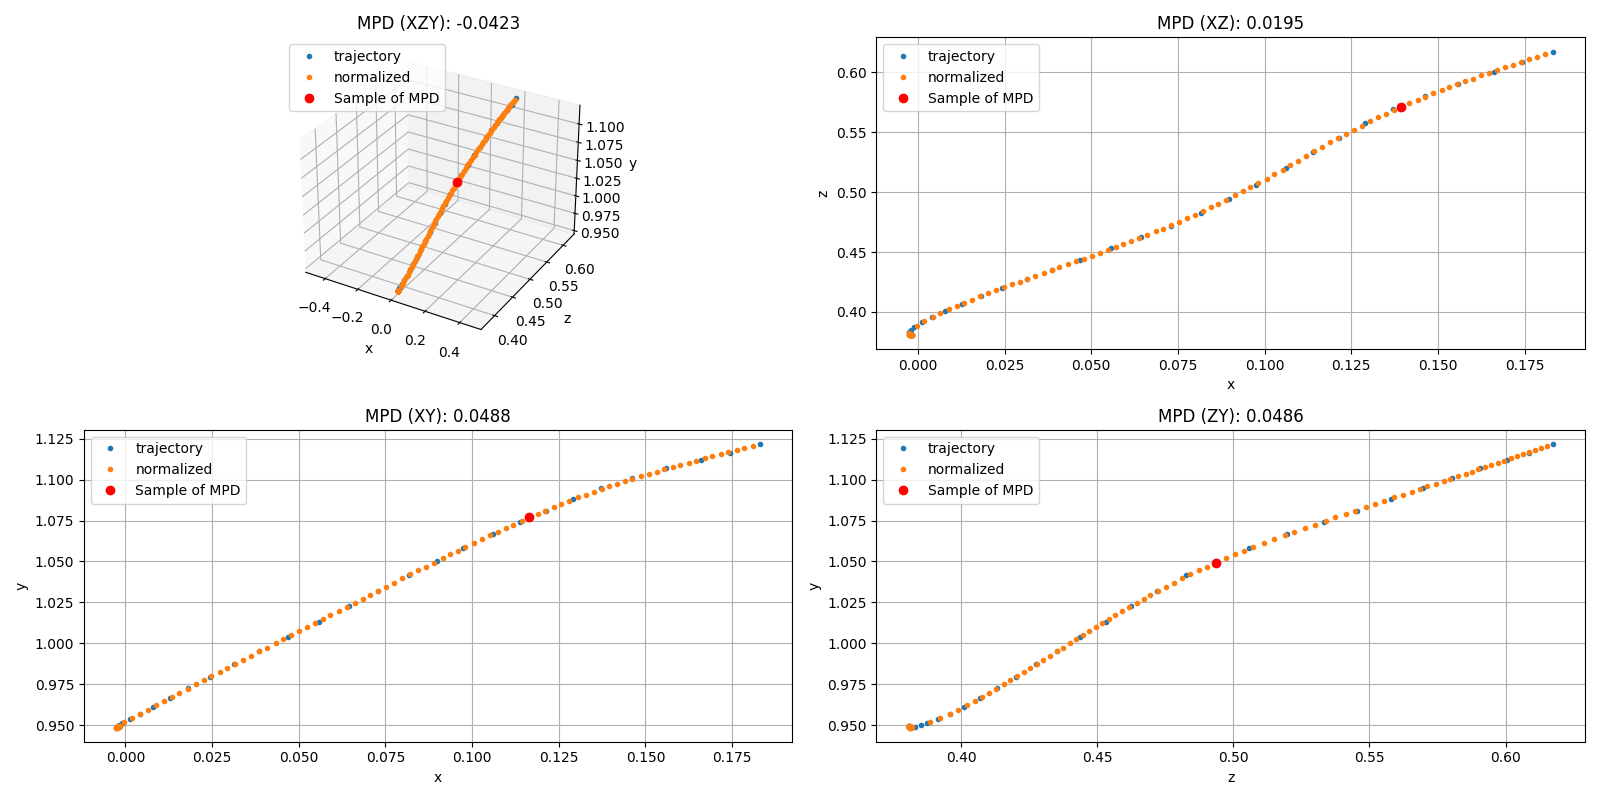 MPD (XZY): -0.0423
trajectory
normalized
Sample of MPD
1.100
1.075
1.050
1.025
1.000
0.975
0.950
y
−0.4
−0.2
0.0
0.2
0.4
x
0.40
0.45
0.50
0.55
0.60
z
MPD (XZ): 0.0195
trajectory
normalized
Sample of MPD
0.60
0.55
0.50
0.45
0.40
z
0.000 0.025 0.050 0.075 0.100 0.125 0.150 0.175
x
MPD (XY): 0.0488
trajectory
normalized
Sample of MPD
1.125
1.100
1.075
1.050
1.025
1.000
0.975
0.950
y
0.000 0.025 0.050 0.075 0.100 0.125 0.150 0.175
x
MPD (ZY): 0.0486
trajectory
normalized
Sample of MPD
1.125
1.100
1.075
1.050
1.025
1.000
0.975
0.950
y
0.40 0.45 0.50 0.55 0.60
z